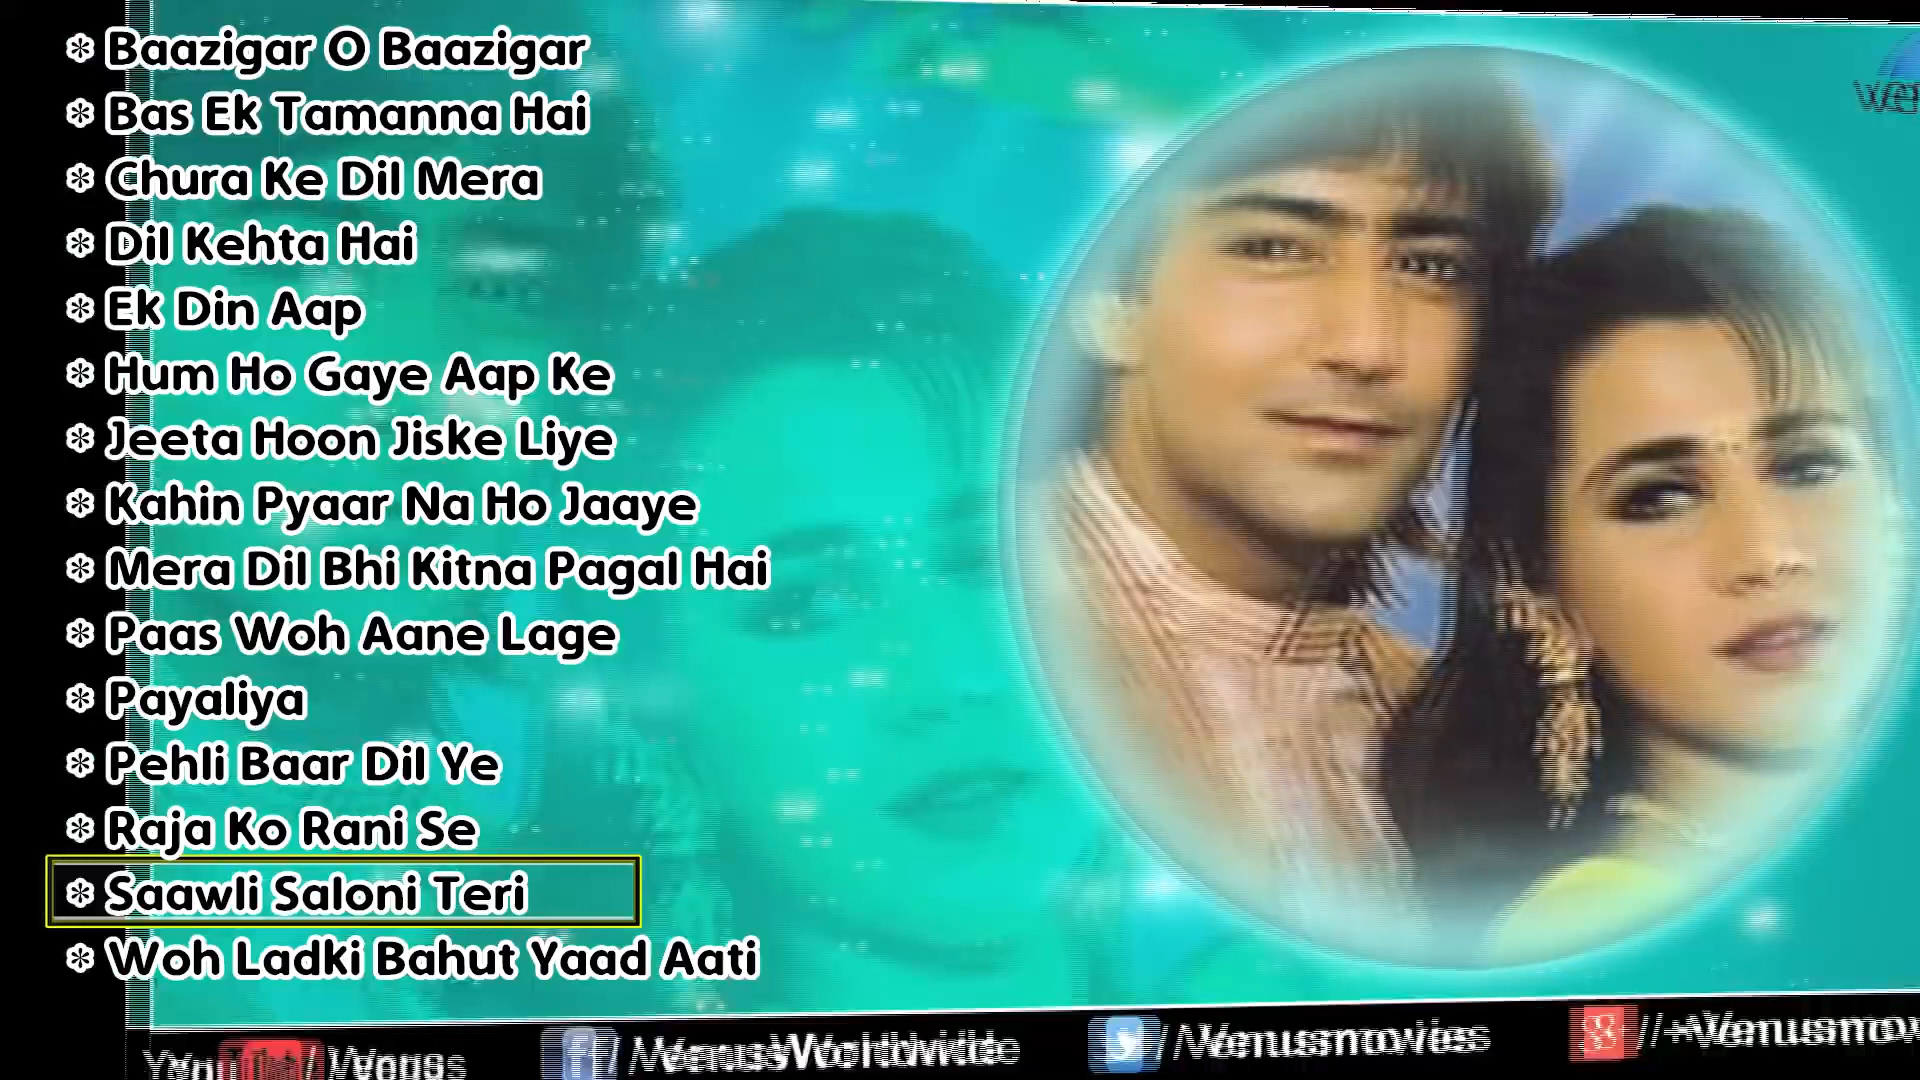 Baazigar O Baazigar
Bas Ek Tamanna Hai
Chura Ke Dil Mera
Dil Kehta Hai
Ek Din Aap
Hum Ho Gaye Aap Ke
Jeeta Hoon Jiske Liye
Kahin Pyaar Na Ho Jaaye
Mera Dil Bhi Kitna Pagal Hai
Paas Woh Aane Lage
Payaliya
Pehli Baar Dil Ye
Raja Ko Rani Se
Saawli Saloni Teri
Woh Ladki Bahut Yaad Aati
/VenusWorldwide /Venusmovies